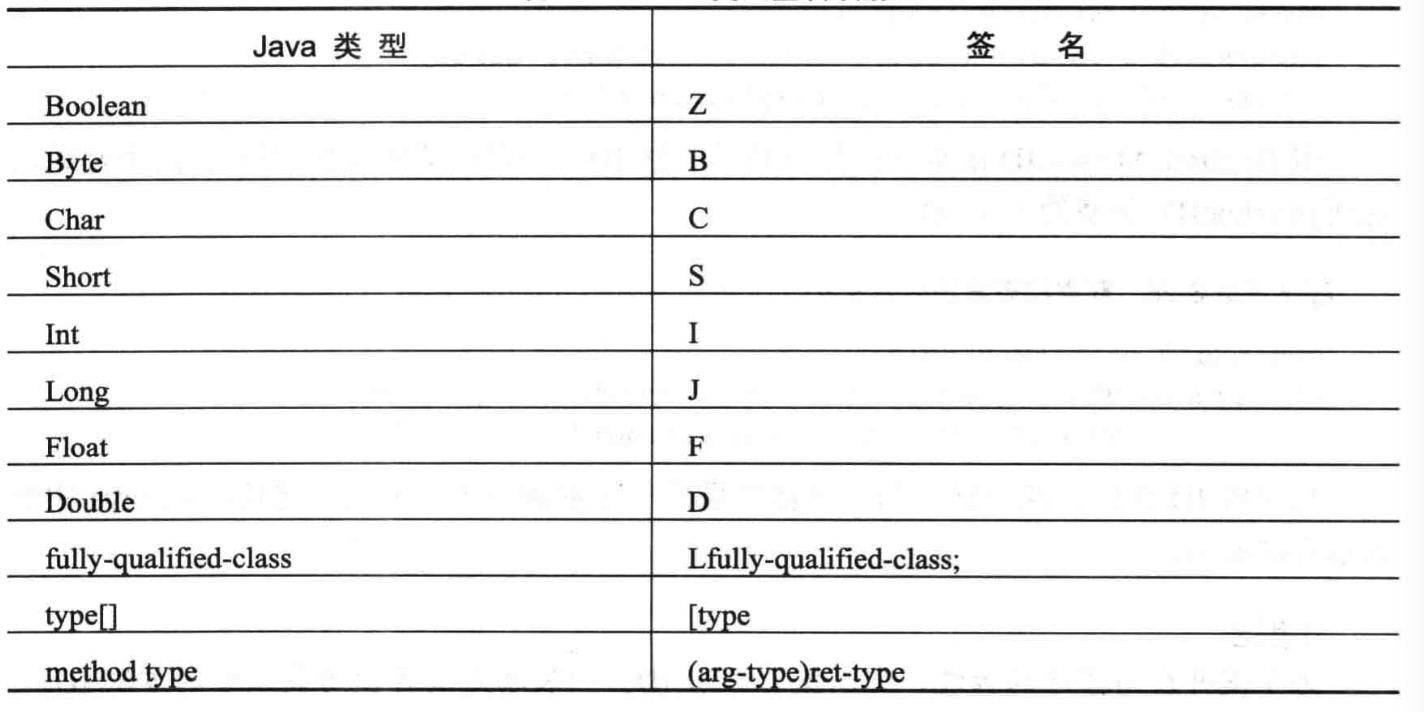 Java 类 型 签 名
Boolean Z
Byte B
Char C
Short S
Int I
Long J
Float F
Double D
fully-qualified-class Lfully-qualified-class;
type[] [type
method type (arg-type)ret-type